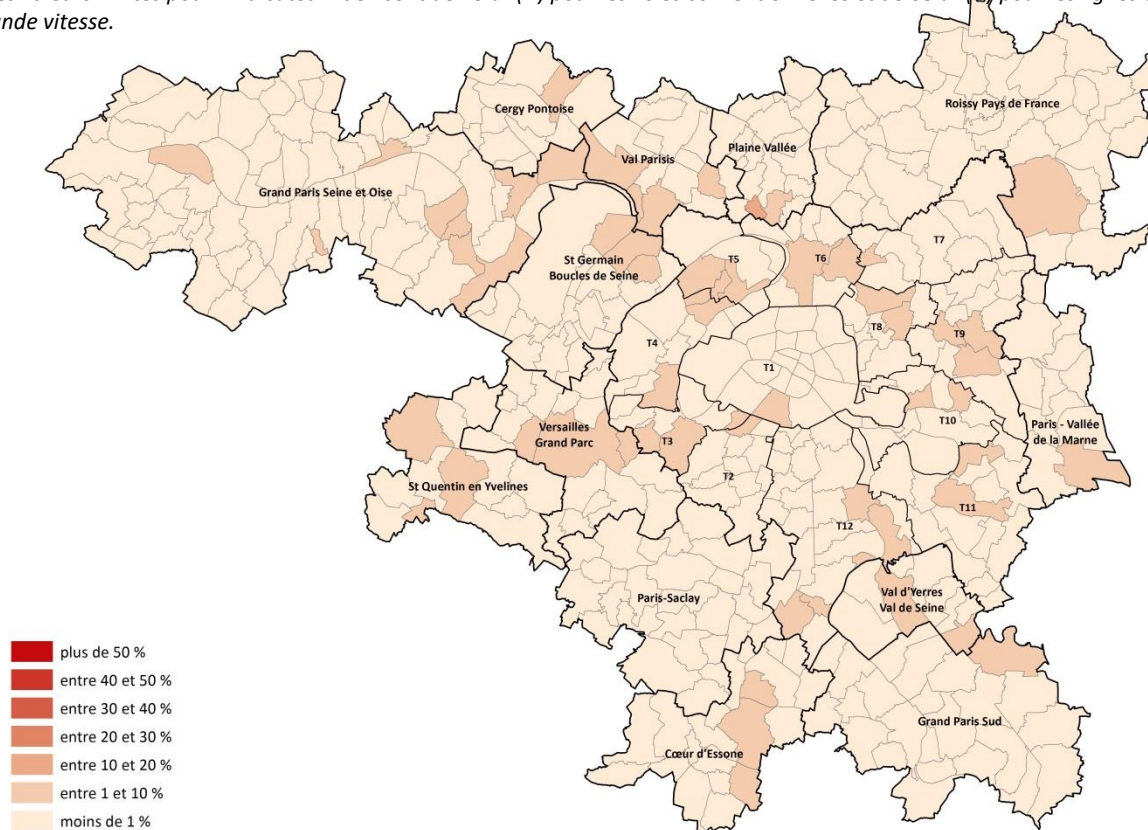 nde vitesse.
Cergy Pontoise
Roissy Pays de France
Val Parisis
Plaine Vallée
Grand Paris Seine et Oise
T7
St Germain
Boucles de Seine
T5
T6
T8
T9
T4
T1
Versailles
Grand Parc
T3
T10
Paris - Vallée
de la Marne
St Quentin en Yvelines
T2
T11
T12
Paris-Saclay
Val d'Yerres
Val de Seine
Grand Paris Sud
Cœur d'Essone
plus de 50 %
entre 40 et 50 %
entre 30 et 40 %
entre 20 et 30 %
entre 10 et 20 %
entre 1 et 10 %
moins de 1 %